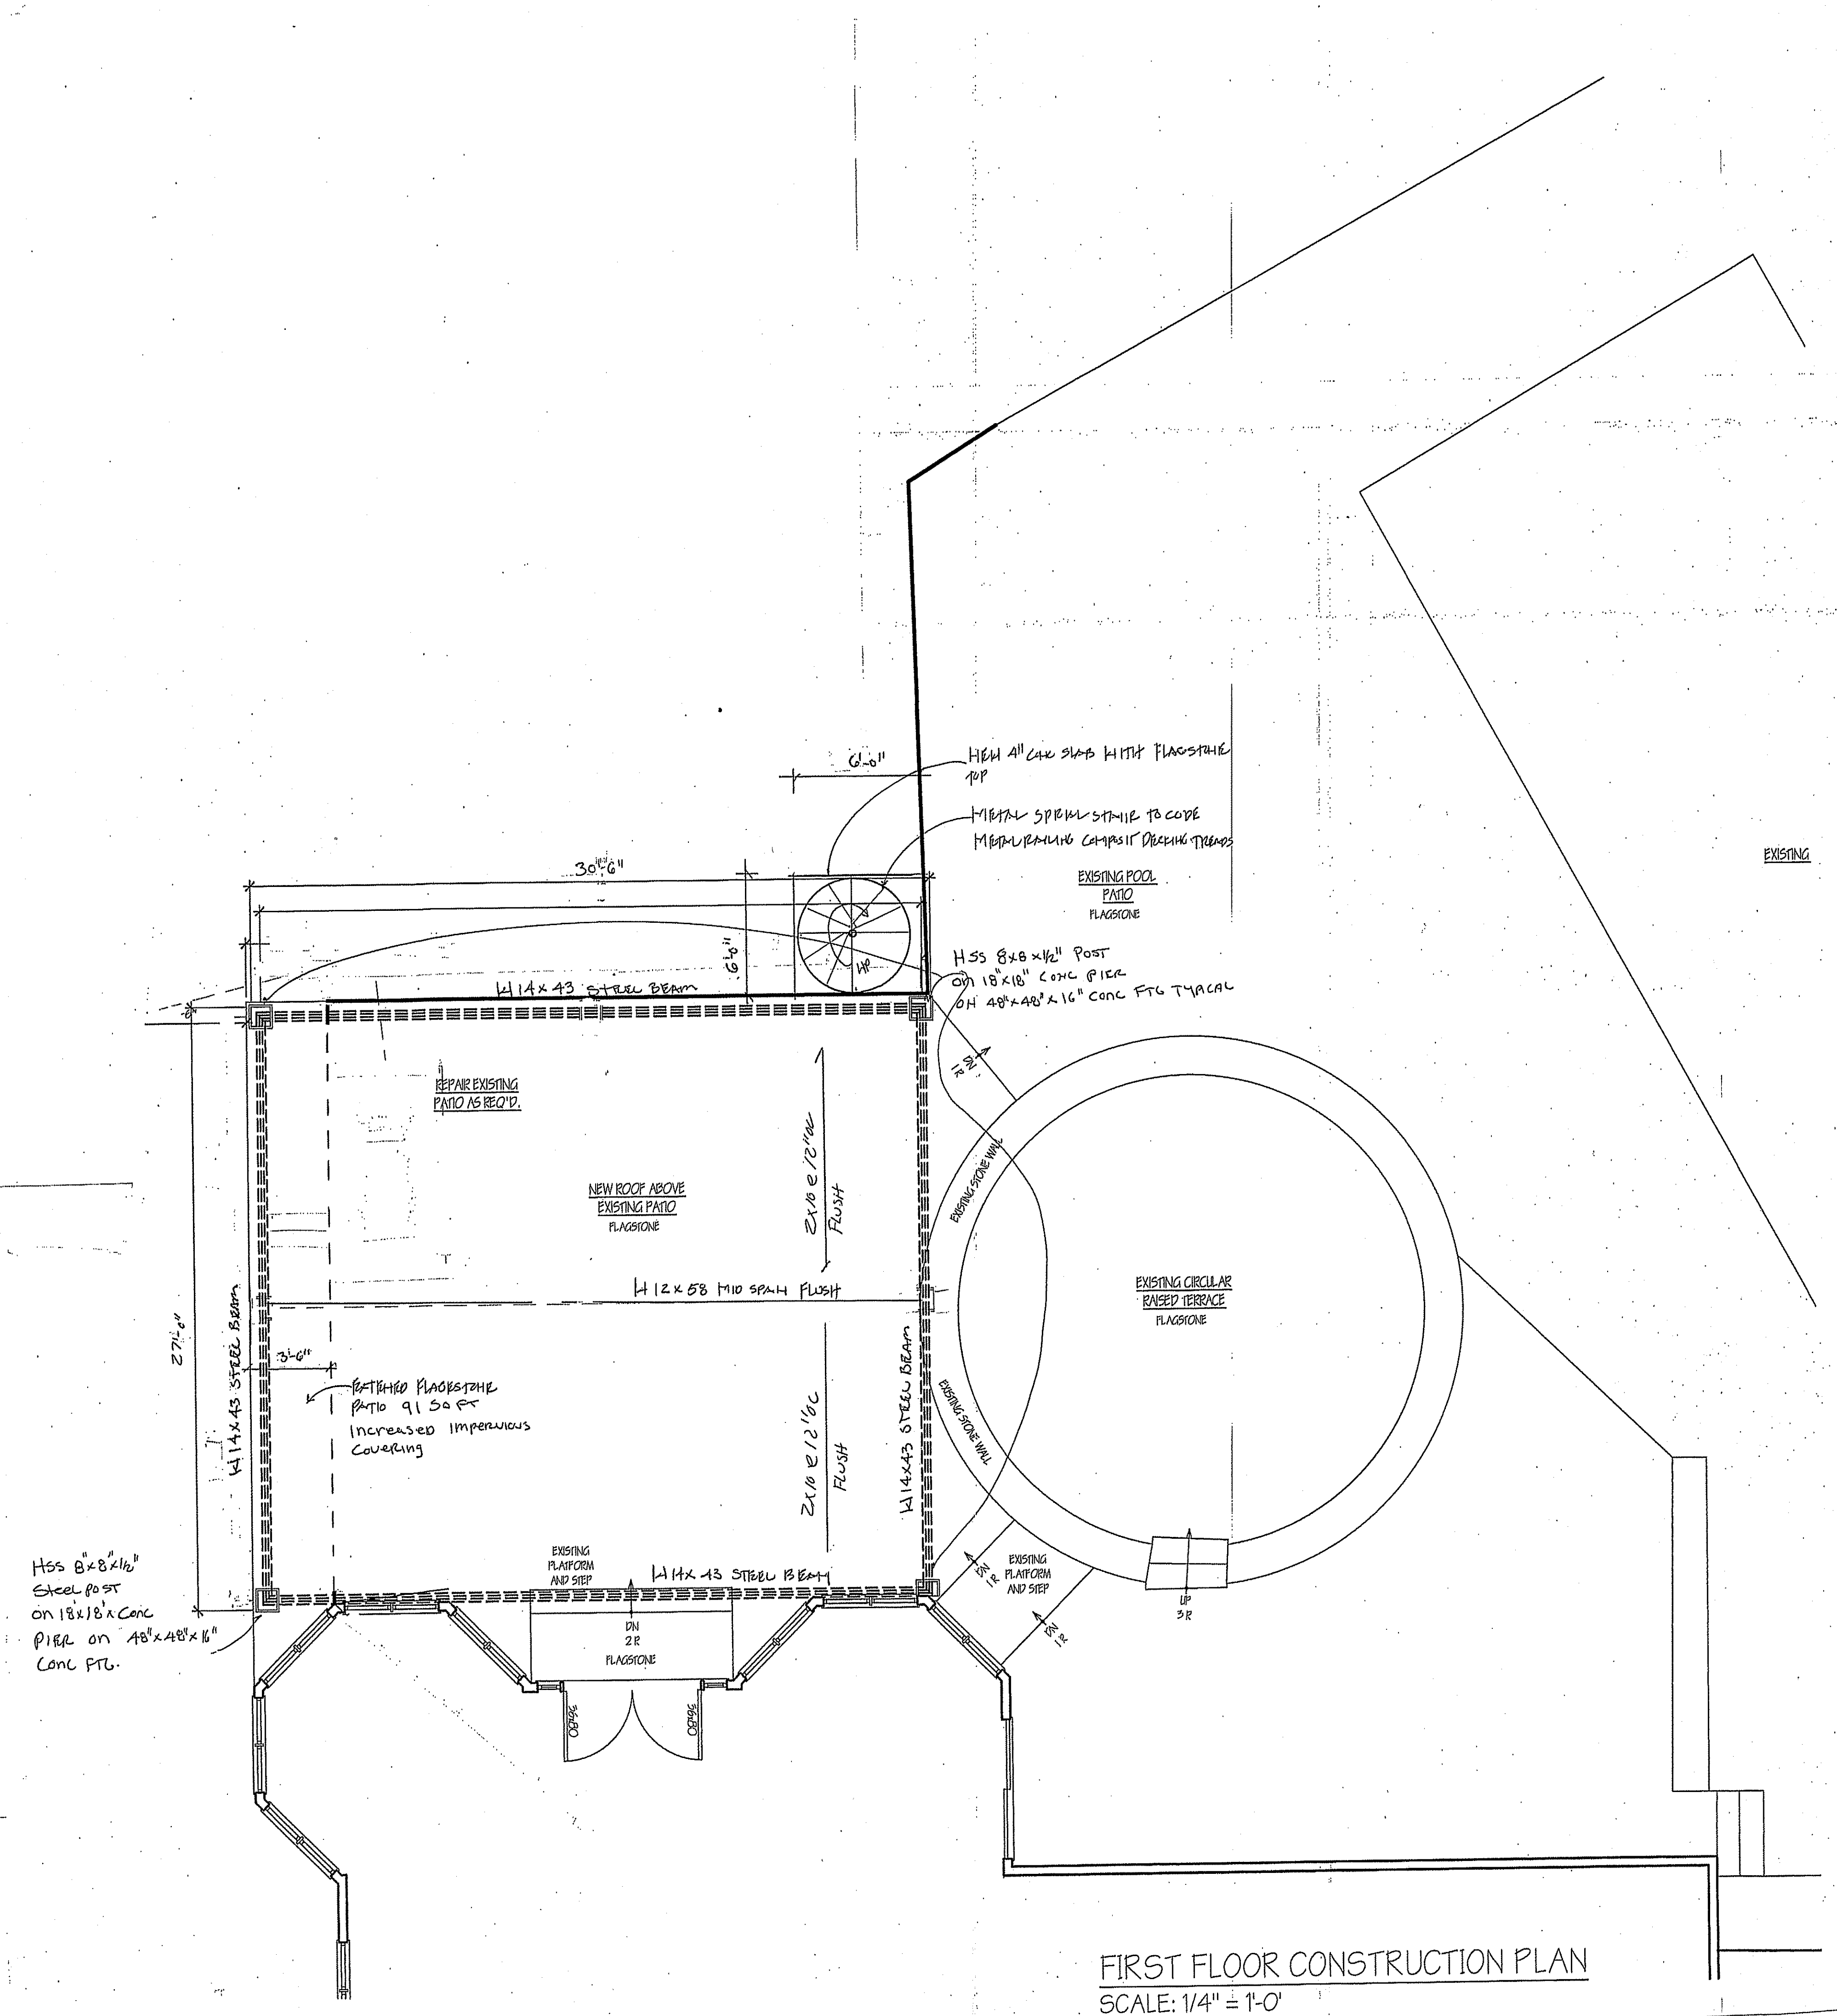 6'-0"
NEW 4" CONC SLAB WITH FLAGSTONE
TOP
METAL SPIRAL STAIR TO CODE
METAL RAILING COMPOSIT DECKING TREADS
EXISTING
30'-6"
EXISTING POOL
PATIO
FLAGSTONE
6'-0"
UP
HSS 8x8x1/2" POST
ON 18"x18" CONC PIER
ON 48"x48"x16" CONC FTG TYPICAL
W14x43 STEEL BEAM
DN
1R
REPAIR EXISTING
PATIO AS REQ'D.
2x10 @ 12"OC
FLUSH
NEW ROOF ABOVE
EXISTING PATIO
FLAGSTONE
EXISTING STONE WALL
W12x58 MID SPAN FLUSH
EXISTING CIRCULAR
RAISED TERRACE
FLAGSTONE
27'-0"
W14x43 STEEL BEAM
3'-6"
EXTENED FLAGESTONE
PATIO 91 SQ FT
Increased Impervious
Covering
2x10 @ 12"OC
FLUSH
W14x43 STEEL BEAM
EXISTING STONE WALL
EXISTING
PLATFORM
AND STEP
W14x43 STEEL BEAM
DN
1R
EXISTING
PLATFORM
AND STEP
DN
1R
UP
3R
HSS 8"x8"x1/2"
Steel post
on 18"x18"x Conc
PIER on 48"x48"x16"
Conc FTG.
DN
2R
FLAGSTONE
3680
3680
FIRST FLOOR CONSTRUCTION PLAN
SCALE: 1/4" = 1'-0'